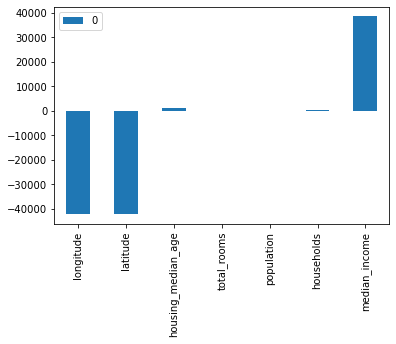 0
40000
30000
20000
10000
0
−10000
−20000
−30000
−40000
longitude
latitude
housing_median_age
total_rooms
population
households
median_income